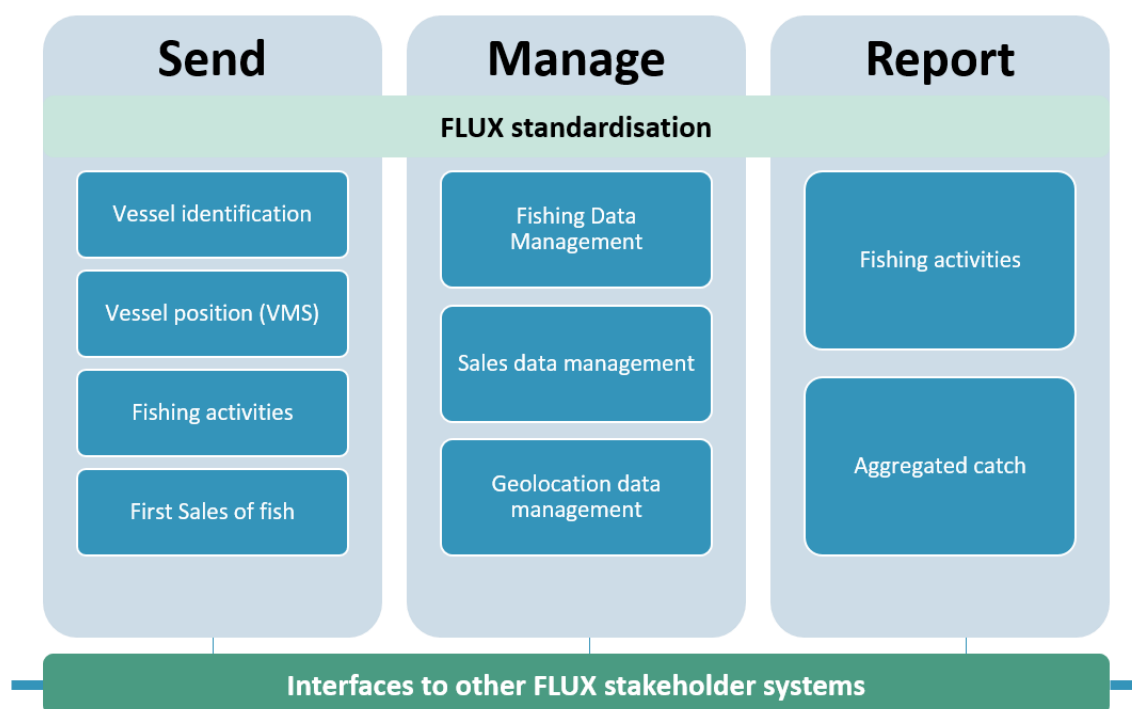 Send
Manage
Report
FLUX standardisation
Vessel identification
Vessel position (VMS)
Fishing activities
First Sales of fish
Fishing Data
Management
Sales data management
Geolocation data
management
Fishing activities
Aggregated catch
Interfaces to other FLUX stakeholder systems